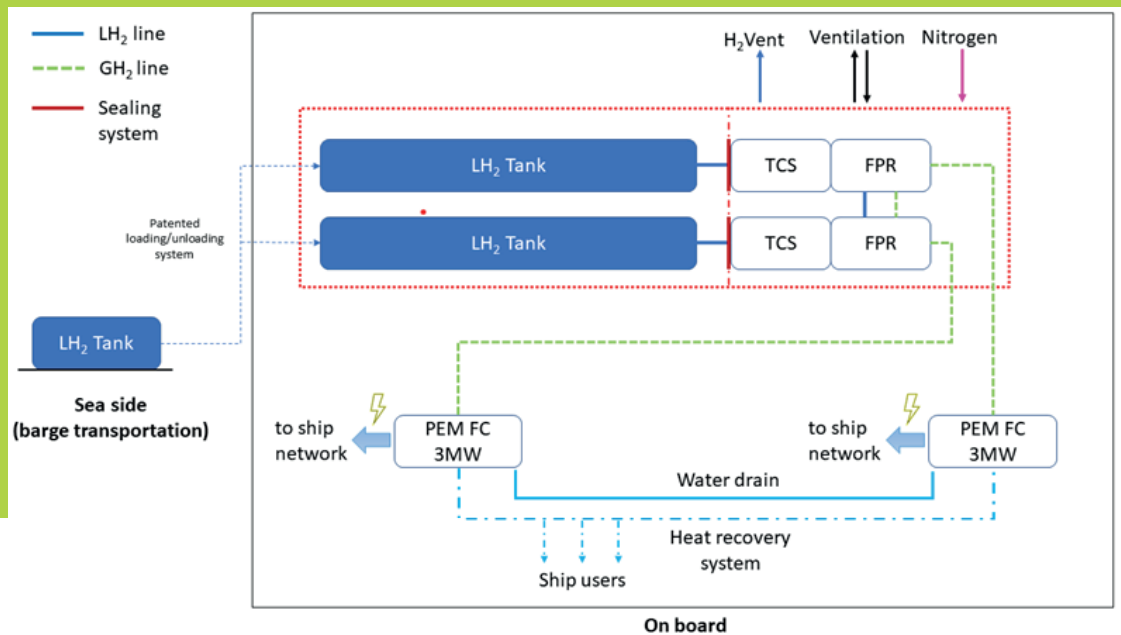 LH₂ line
GH₂ line
Sealing
system
H₂Vent
Ventilation
Nitrogen
LH₂ Tank
TCS
FPR
LH₂ Tank
TCS
FPR
Patented
loading/unloading
system
LH₂ Tank
Sea side
(barge transportation)
to ship
network
PEM FC
3MW
to ship
network
PEM FC
3MW
Water drain
Heat recovery
system
Ship users
On board